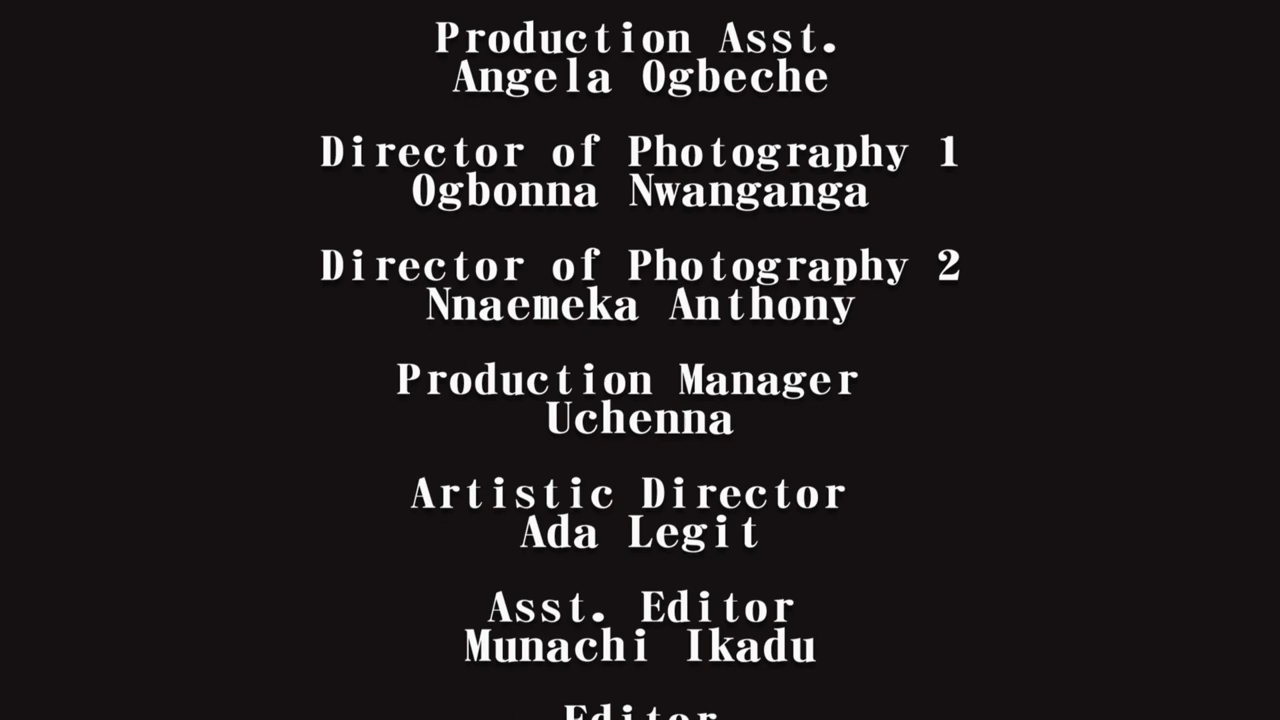 Production Asst.
Angela Ogbeche
Director of Photography 1
Ogbonna Nwanganga
Director of Photography 2
Nnaemeka Anthony
Production Manager
Uchenna
Artistic Director
Ada Legit
Asst. Editor
Munachi Ikadu
Editor